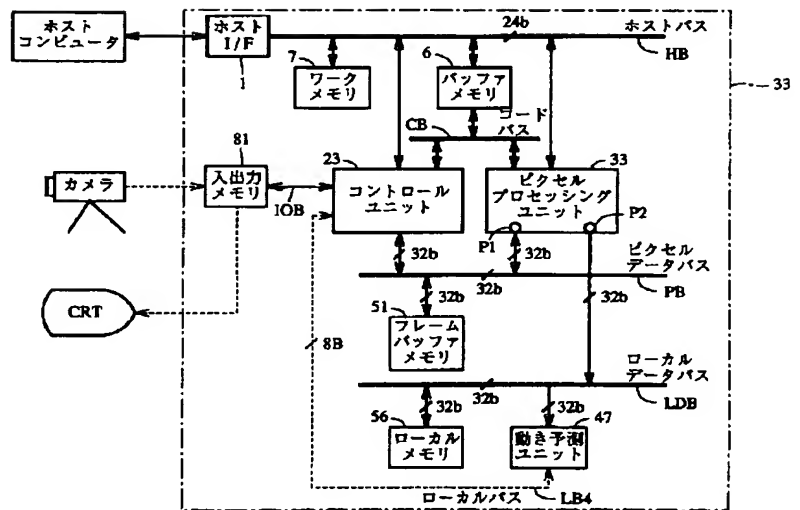 ホスト
コンピュータ
ホスト
I/F
1
24b
ホストバス
HB
33
7
ワーク
メモリ
6
バッファ
メモリ
CB
コード
バス
カメラ
81
入出力
メモリ
IOB
23
コントロール
ユニット
33
ピクセル
プロセッシング
ユニット
P1
P2
32b
32b
ピクセル
データバス
32b
PB
CRT
32b
32b
51
フレーム
バッファ
メモリ
8B
ローカル
データバス
32b
LDB
32b
32b
56
ローカル
メモリ
47
動き予測
ユニット
ローカルバス
LB4